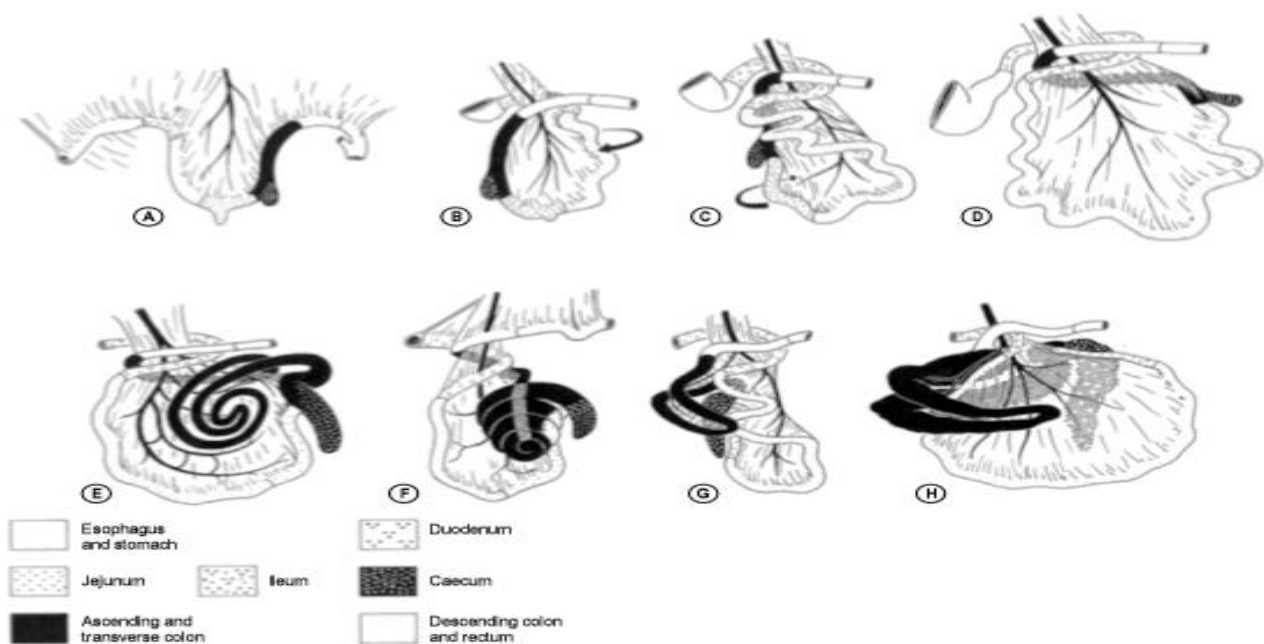 A
B
C
D
E
F
G
H
Esophagus
and stomach
Duodenum
Jejunum
Ileum
Caecum
Ascending and
transverse colon
Descending colon
and rectum